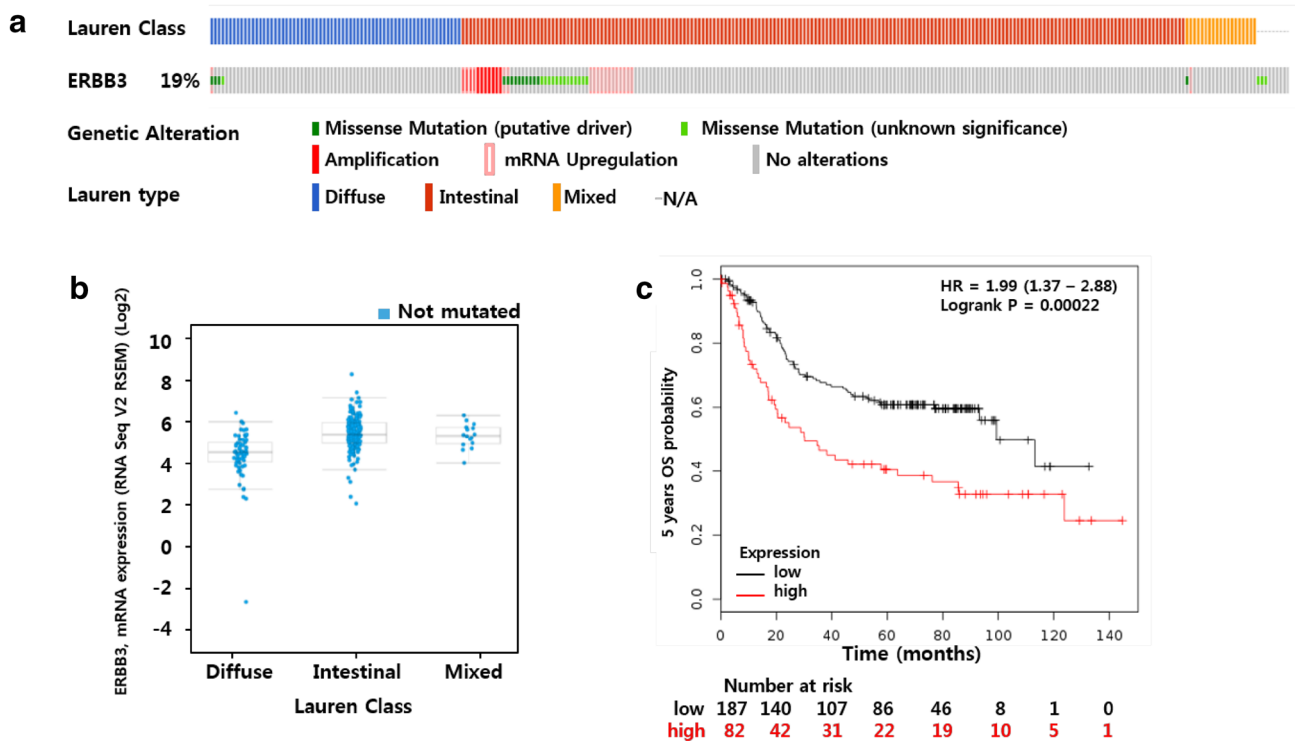 a
Lauren Class
ERBB3 19%
Genetic Alteration
Missense Mutation (putative driver) Missense Mutation (unknown significance)
Amplification mRNA Upregulation No alterations
Lauren type
Diffuse Intestinal Mixed N/A
b
Not mutated
ERBB3, mRNA expression (RNA Seq V2 RSEM) (Log2)
10
8
6
4
2
0
-2
-4
Diffuse Intestinal Mixed
Lauren Class
c
HR = 1.99 (1.37 – 2.88)
Logrank P = 0.00022
5 years OS probability
1.0
0.8
0.6
0.4
0.2
0.0
Expression
low
high
0 20 40 60 80 100 120 140
Time (months)
Number at risk
low 187 140 107 86 46 8 1 0
high 82 42 31 22 19 10 5 1